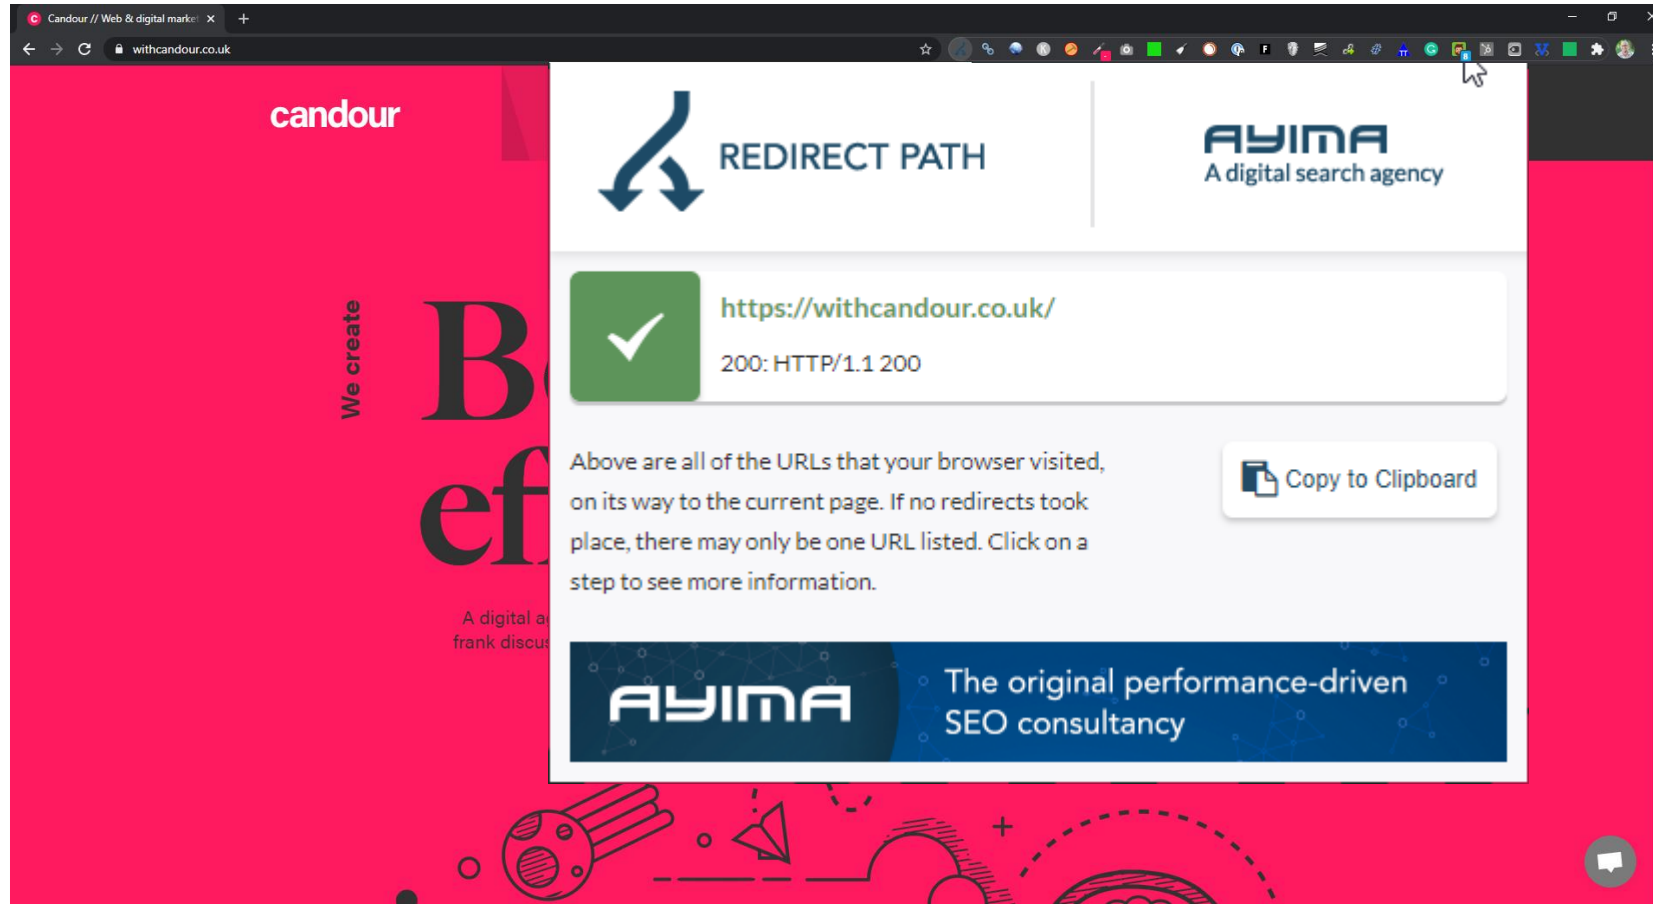 Candour // Web & digital market
withcandour.co.uk
candour
REDIRECT PATH
AYIMA
A digital search agency
https://withcandour.co.uk/
200: HTTP/1.1 200
We create
Above are all of the URLs that your browser visited,
on its way to the current page. If no redirects took
place, there may only be one URL listed. Click on a
step to see more information.
Copy to Clipboard
A digital
frank
AYIMA
The original performance-driven
SEO consultancy